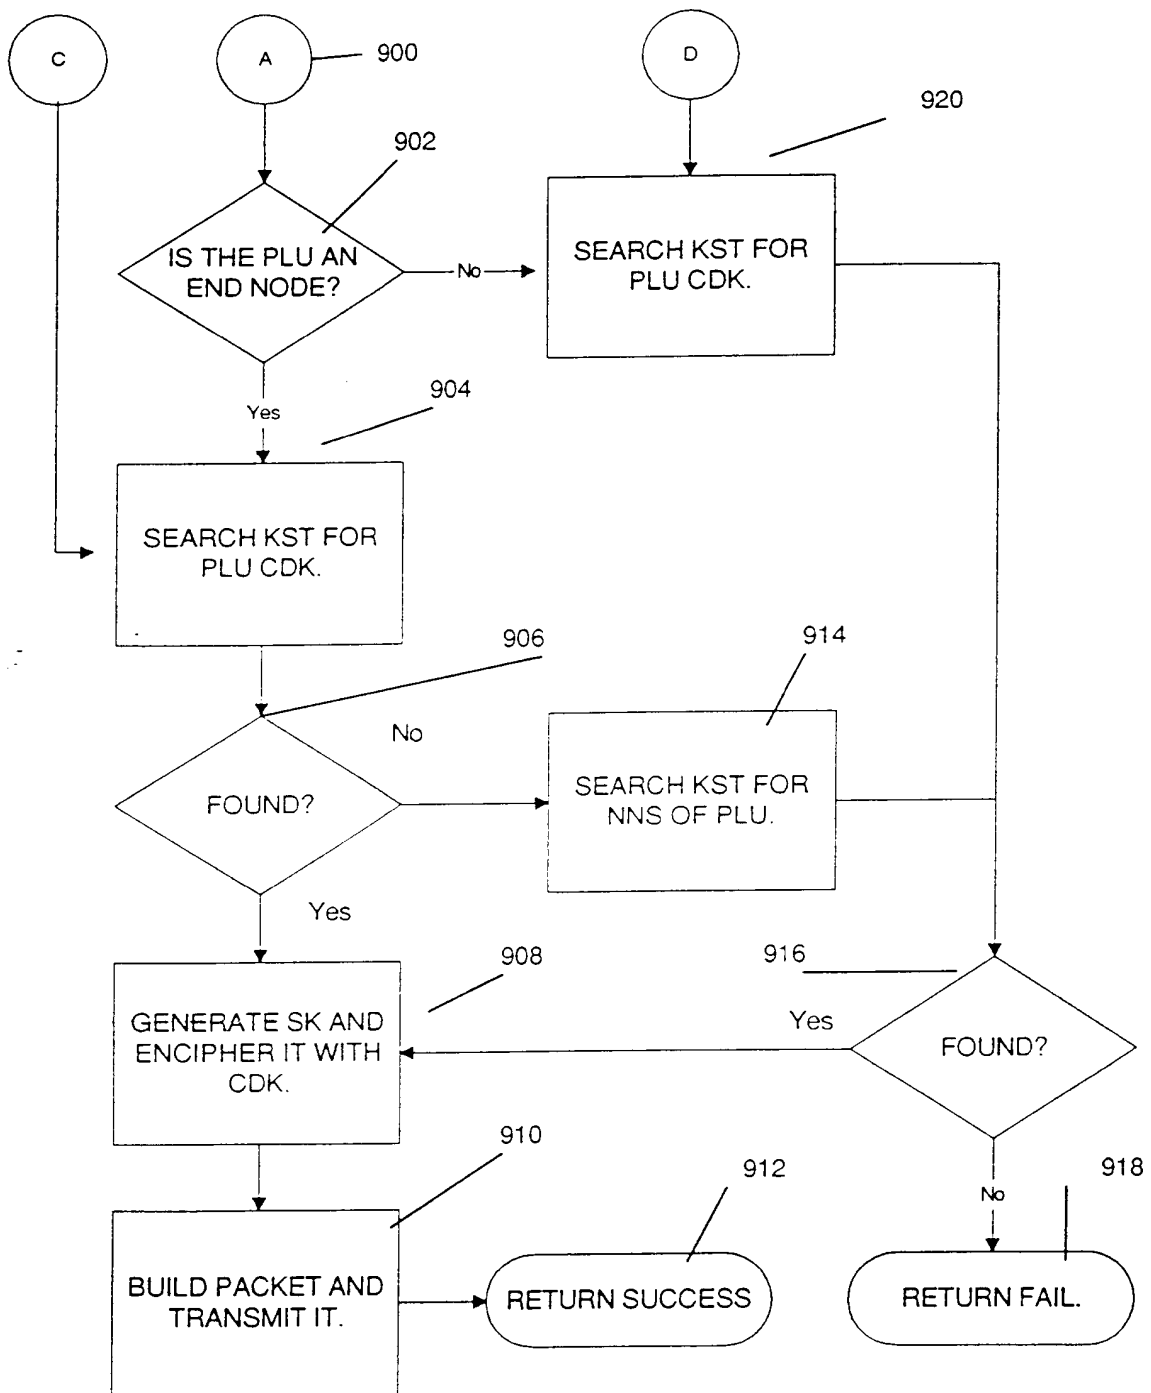 C
A
900
D
920
902
IS THE PLU AN
END NODE?
No
SEARCH KST FOR
PLU CDK.
Yes
904
SEARCH KST FOR
PLU CDK.
906
914
No
FOUND?
SEARCH KST FOR
NNS OF PLU.
Yes
908
916
GENERATE SK AND
ENCIPHER IT WITH
CDK.
Yes
FOUND?
910
912
No
918
BUILD PACKET AND
TRANSMIT IT.
RETURN SUCCESS
RETURN FAIL.